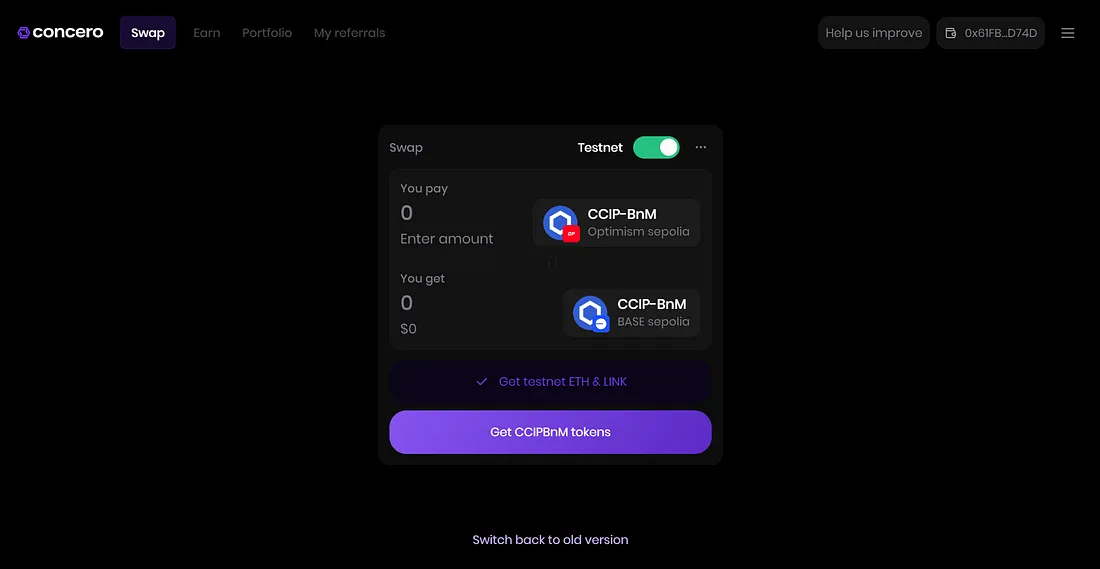 concero
Swap
Earn
Portfolio
My referrals
Help us improve
0x61FB...D74D
Swap
Testnet
You pay
0
CCIP-BnM
Optimism sepolia
Enter amount
OP
You get
0
CCIP-BnM
BASE sepolia
$0
Get testnet ETH & LINK
Get CCIPBnM tokens
Switch back to old version